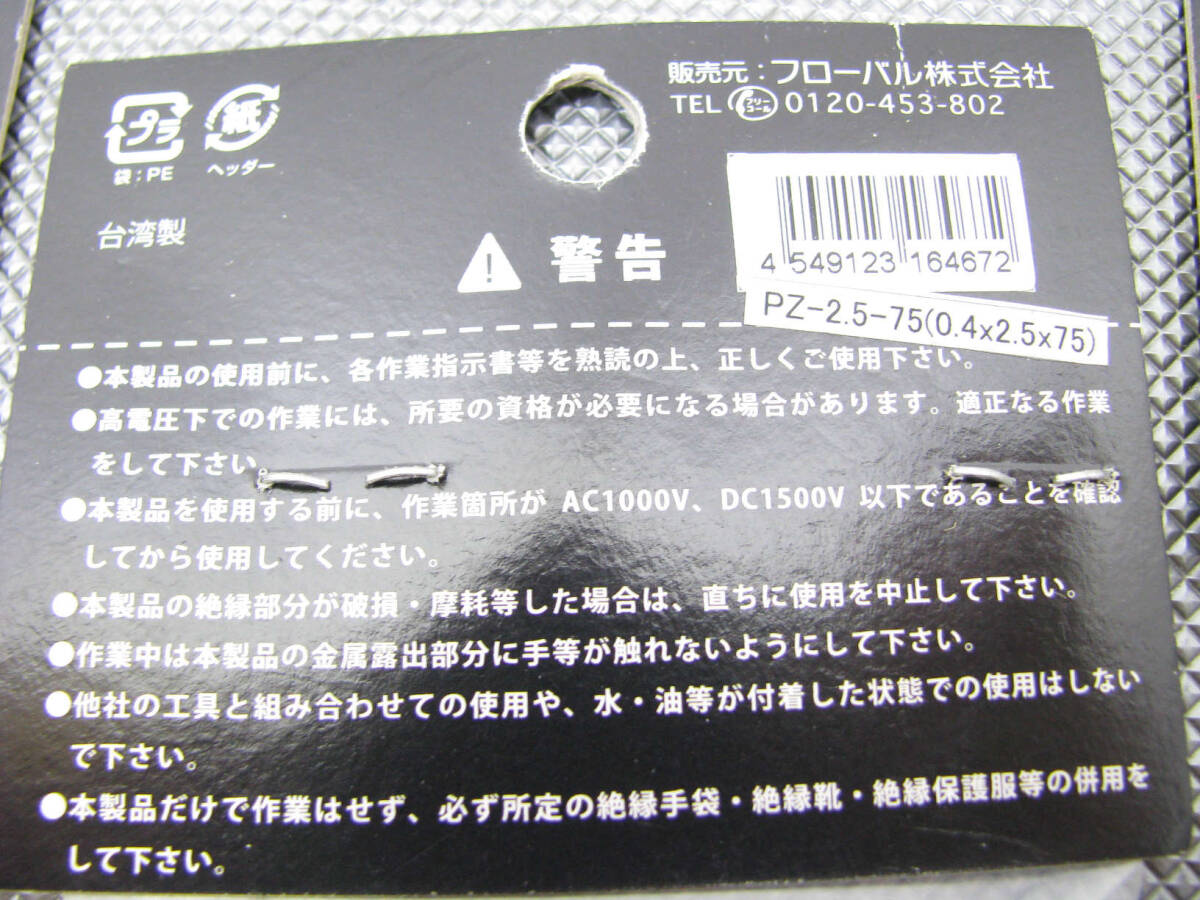 販売元：フローバル株式会社
TEL フリーコール 0120-453-802
プラ
袋：PE
紙
ヘッダー
台湾製
警告
4 549123 164672
PZ-2.5-75(0.4x2.5x75)
●本製品の使用前に、各作業指示書等を熟読の上、正しくご使用下さい。
●高電圧下での作業には、所要の資格が必要になる場合があります。適正なる作業
をして下さい。
●本製品を使用する前に、作業箇所が AC1000V、DC1500V 以下であることを確認
してから使用してください。
●本製品の絶縁部分が破損・摩耗等した場合は、直ちに使用を中止して下さい。
●作業中は本製品の金属露出部分に手等が触れないようにして下さい。
●他社の工具と組み合わせての使用や、水・油等が付着した状態での使用はしない
で下さい。
●本製品だけで作業はせず、必ず所定の絶縁手袋・絶縁靴・絶縁保護服等の併用を
して下さい。